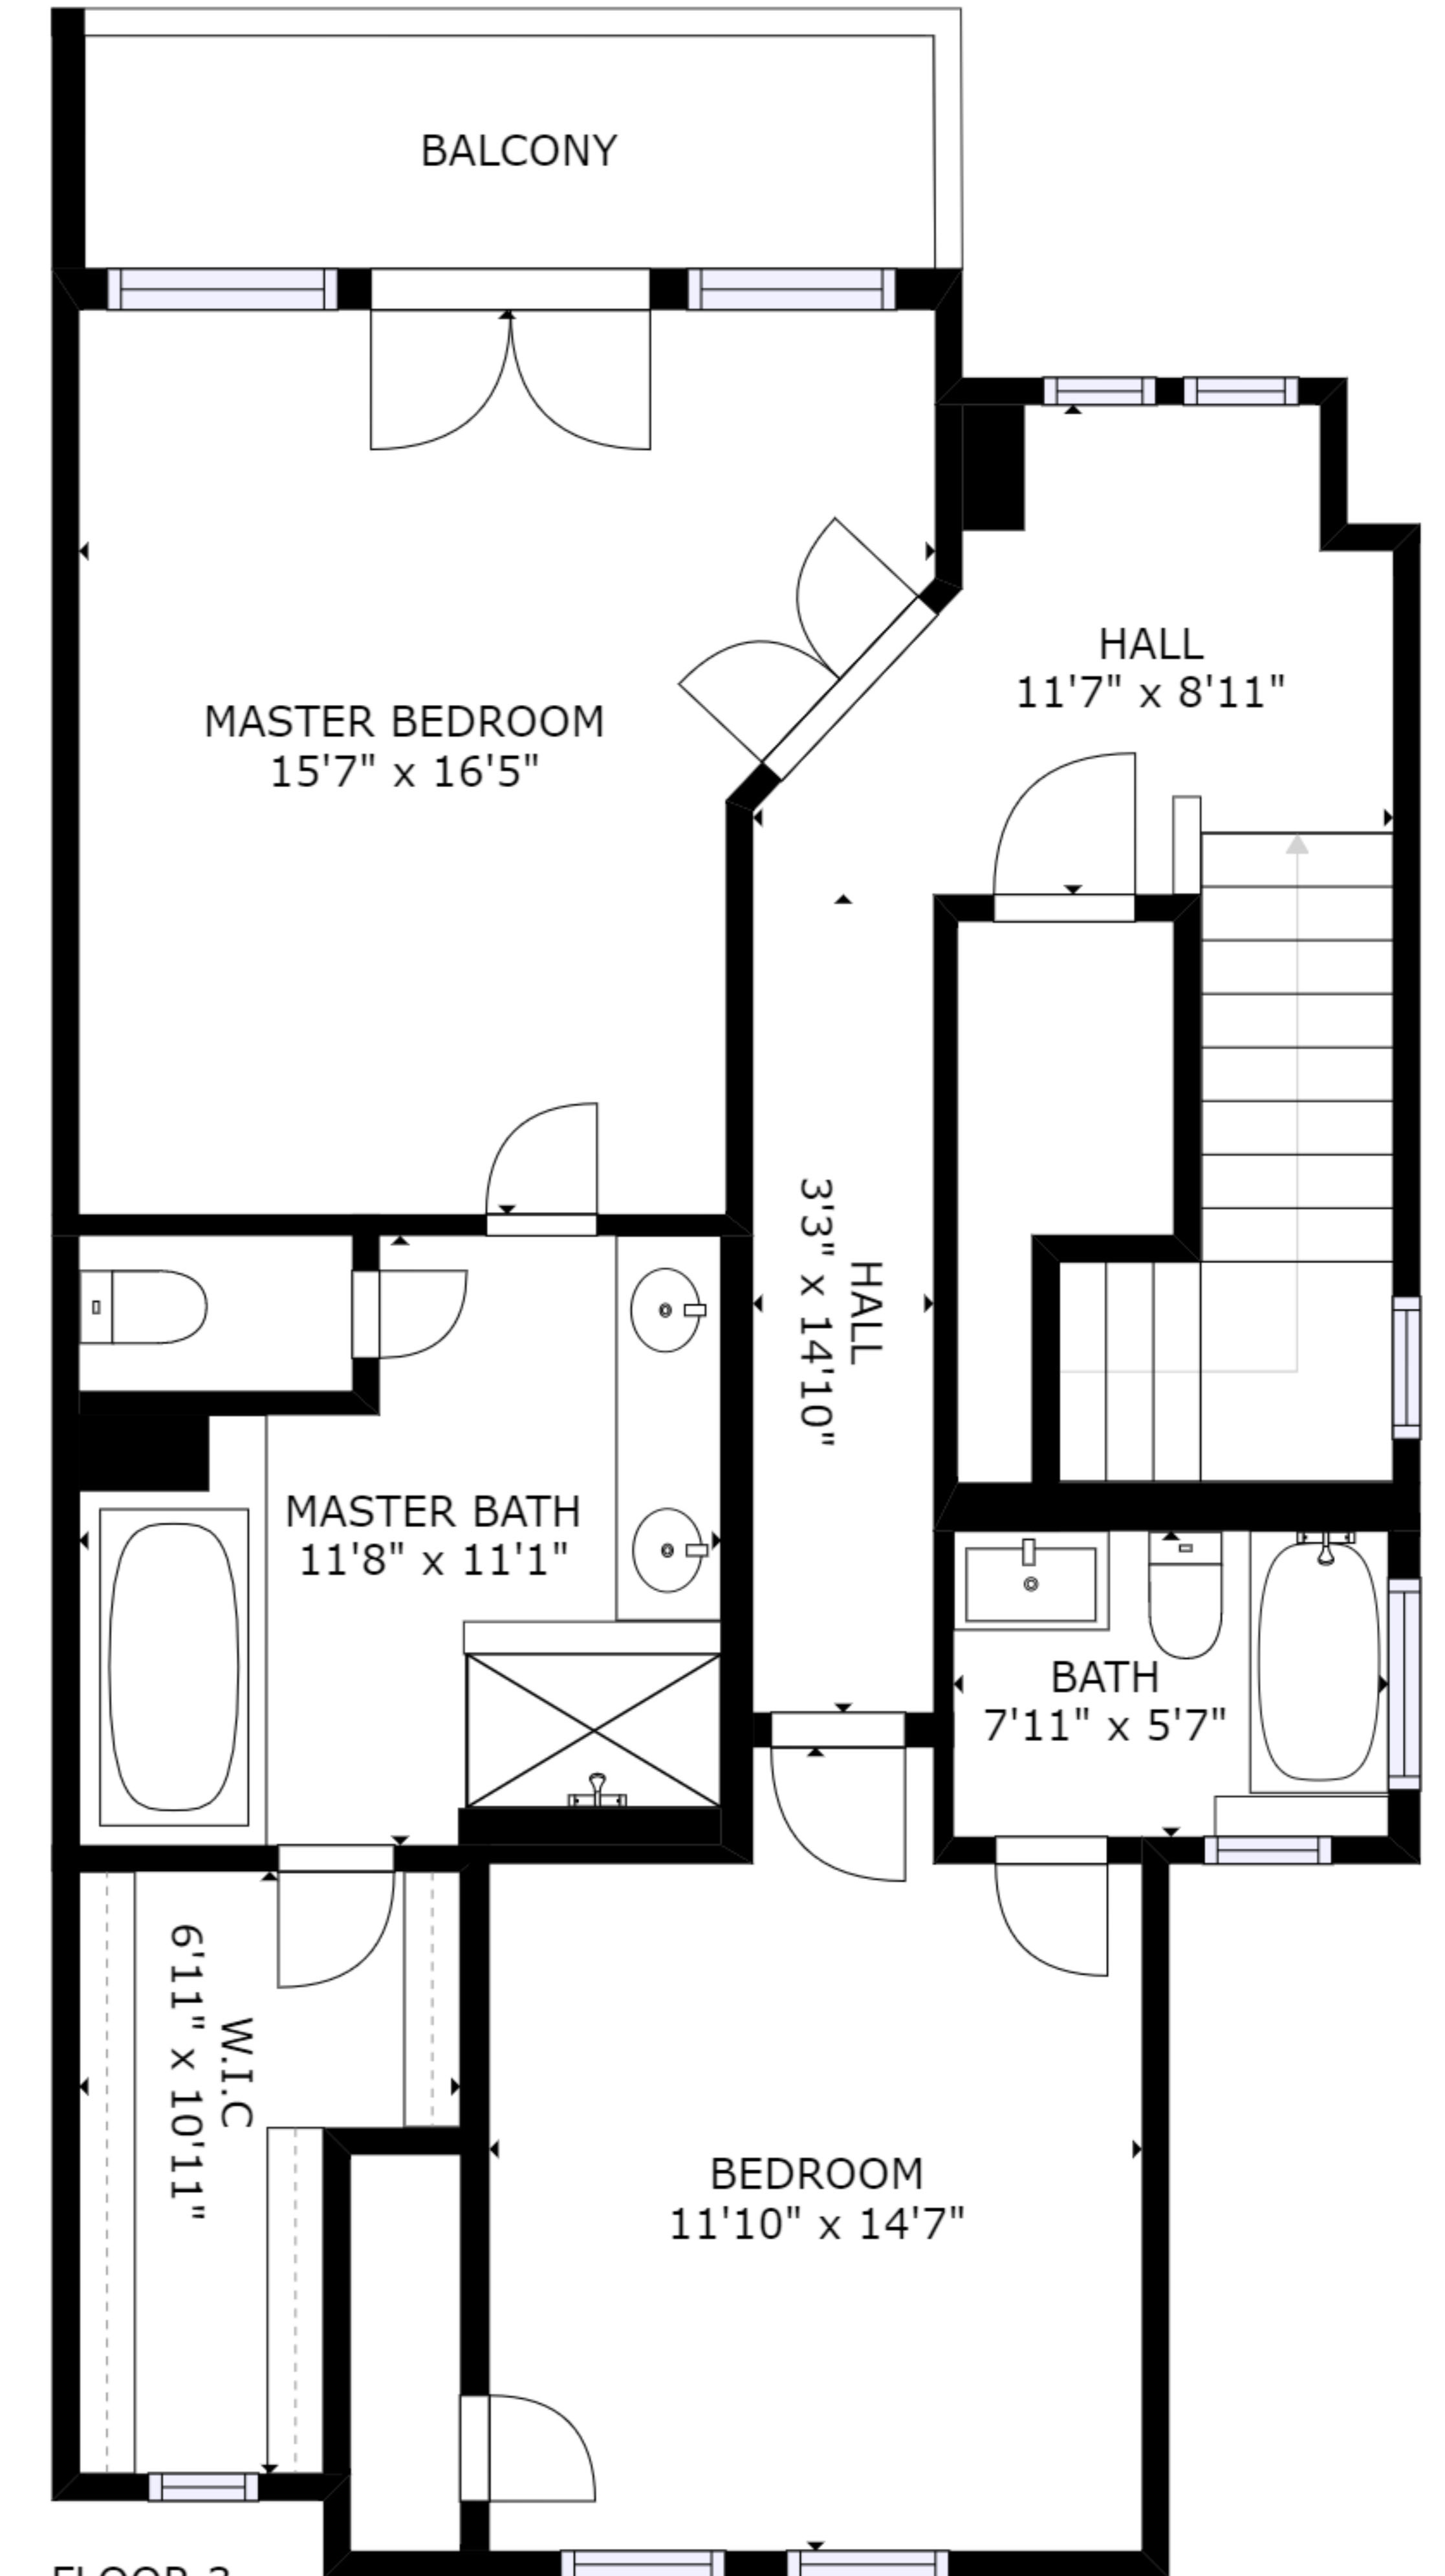 BALCONY
HALL
11'7" x 8'11"
MASTER BEDROOM
15'7" x 16'5"
HALL
3'3" x 14'10"
MASTER BATH
11'8" x 11'1"
BATH
7'11" x 5'7"
W.I.C
6'11" x 10'11"
BEDROOM
11'10" x 14'7"
FLOOR